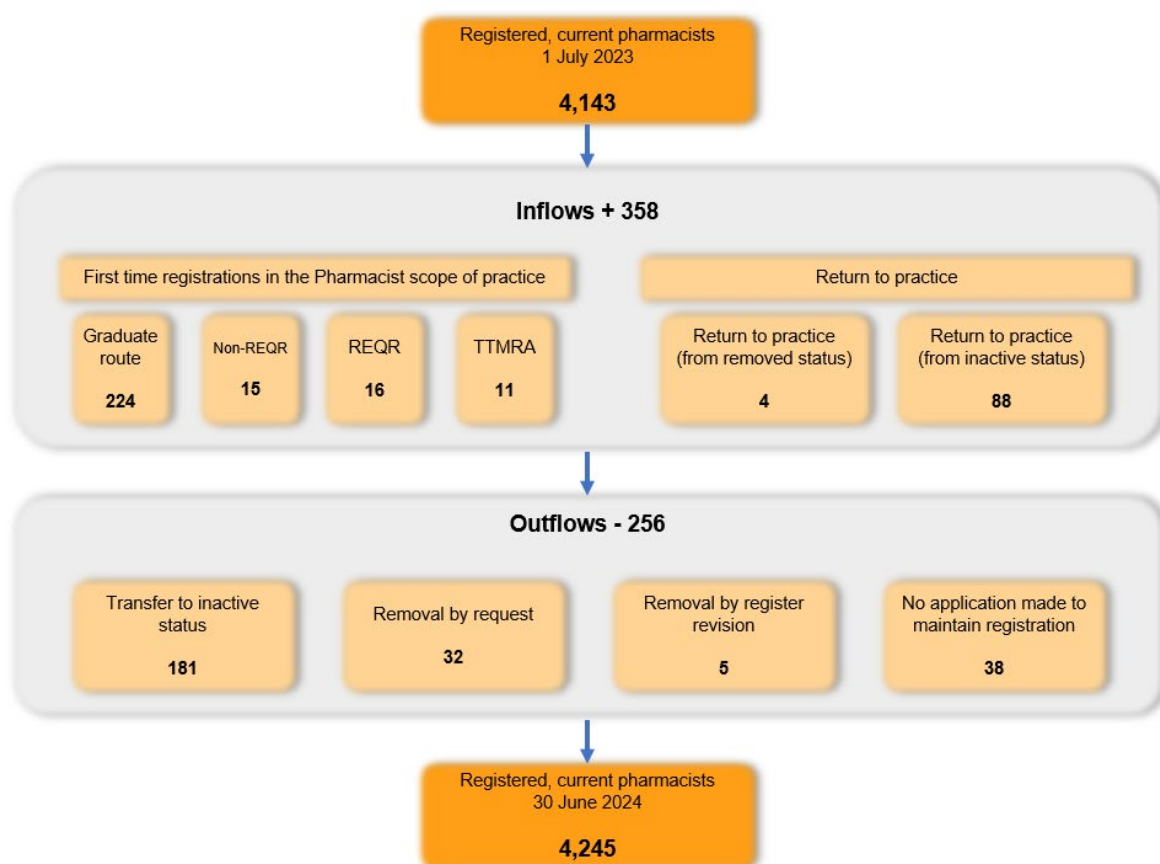 Registered, current pharmacists
1 July 2023
4,143
Inflows + 358
First time registrations in the Pharmacist scope of practice
Graduate
route
224
Non-REQR
15
REQR
16
TTMRA
11
Return to practice
Return to practice
(from removed status)
4
Return to practice
(from inactive status)
88
Outflows - 256
Transfer to inactive
status
181
Removal by request
32
Removal by register
revision
5
No application made to
maintain registration
38
Registered, current pharmacists
30 June 2024
4,245